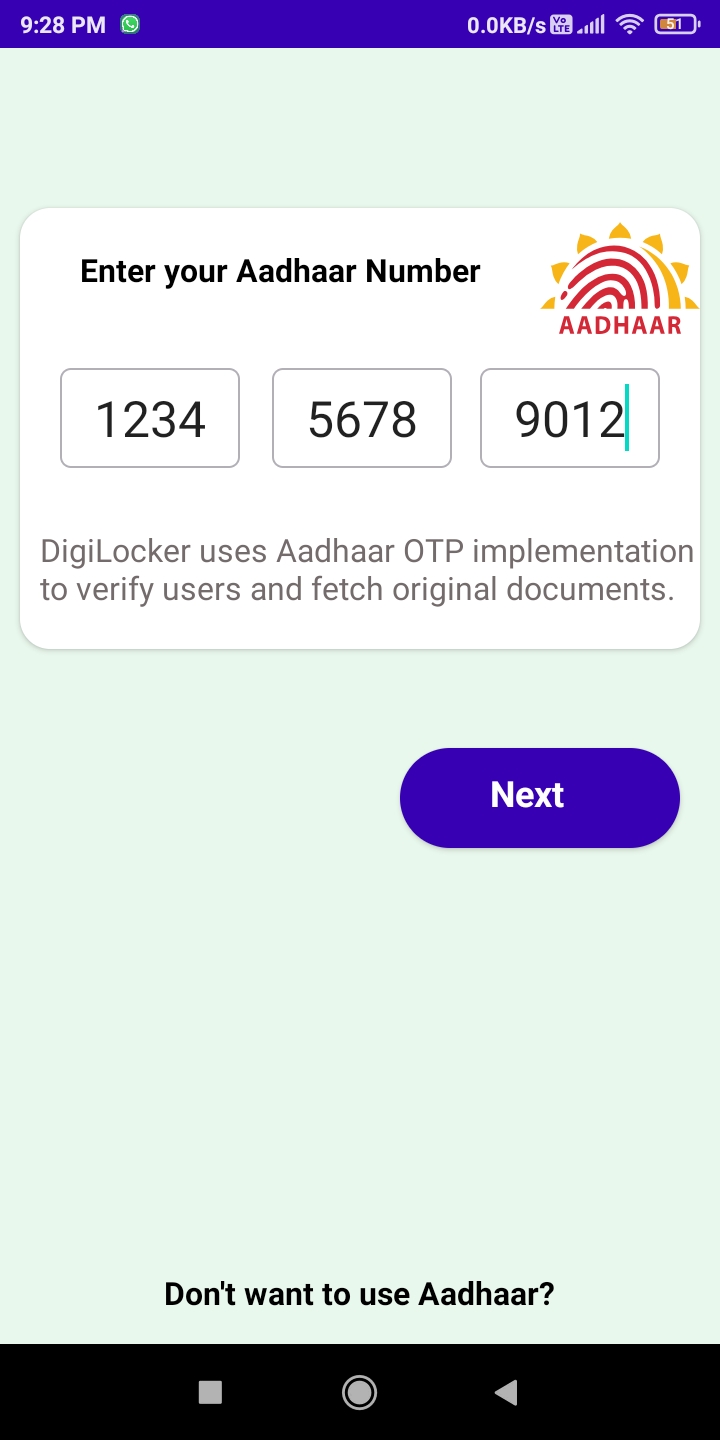 9:28 PM 0.0KB/s Vo LTE 51
Enter your Aadhaar Number
AADHAAR
1234 5678 9012
DigiLocker uses Aadhaar OTP implementation
to verify users and fetch original documents.
Next
Don't want to use Aadhaar?